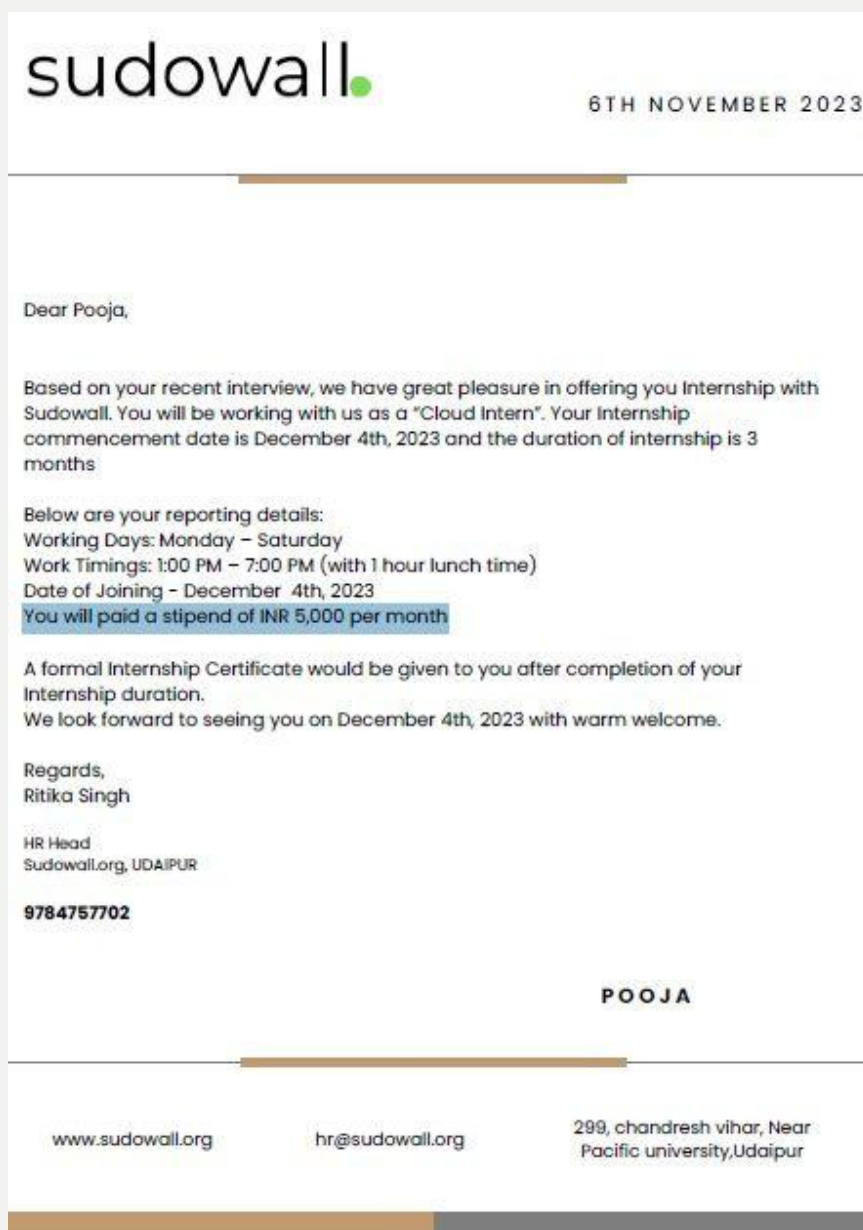 sudowall.
6TH NOVEMBER 2023
Dear Pooja,
Based on your recent interview, we have great pleasure in offering you Internship with
Sudowall. You will be working with us as a "Cloud Intern". Your Internship
commencement date is December 4th, 2023 and the duration of internship is 3
months
Below are your reporting details:
Working Days: Monday – Saturday
Work Timings: 1:00 PM – 7:00 PM (with 1 hour lunch time)
Date of Joining - December 4th, 2023
You will paid a stipend of INR 5,000 per month
A formal Internship Certificate would be given to you after completion of your
Internship duration.
We look forward to seeing you on December 4th, 2023 with warm welcome.
Regards,
Ritika Singh
HR Head
Sudowall.org, UDAIPUR
9784757702
POOJA
www.sudowall.org
hr@sudowall.org
299, chandresh vihar, Near
Pacific university,Udaipur